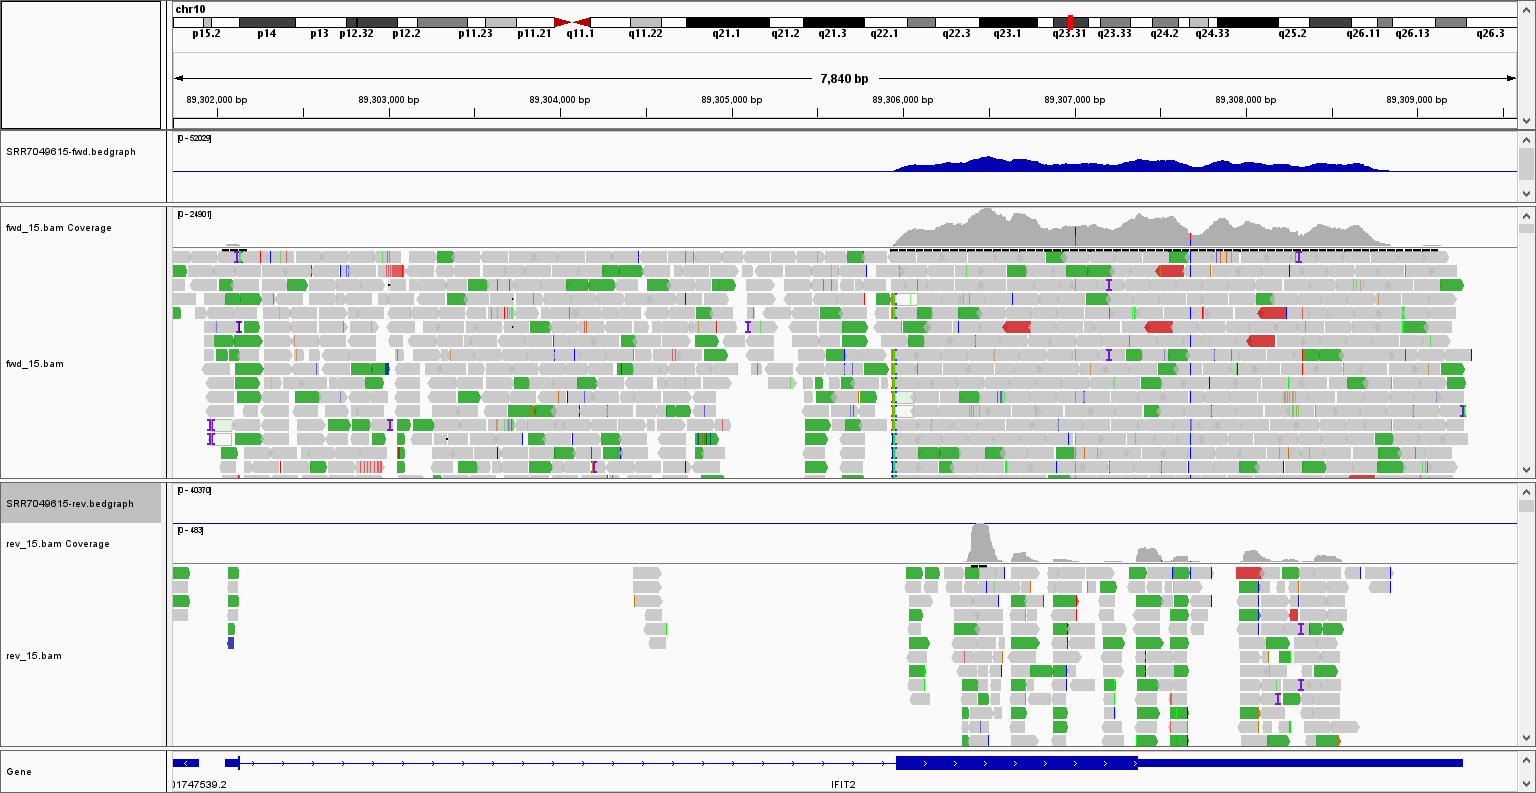 chr10
p15.2 p14 p13 p12.32 p12.2 p11.23 p11.21 q11.1 q11.22 q21.1 q21.2 q21.3 q22.1 q22.3 q23.1 q23.31 q23.33 q24.2 q24.33 q25.2 q26.11 q26.13 q26.3
7,840 bp
89,302,000 bp 89,303,000 bp 89,304,000 bp 89,305,000 bp 89,306,000 bp 89,307,000 bp 89,308,000 bp 89,309,000 bp
[0 - 52029]
SRR7049615-fwd.bedgraph
[0 - 24901]
fwd_15.bam Coverage
fwd_15.bam
[0 - 40370]
SRR7049615-rev.bedgraph
[0 - 483]
rev_15.bam Coverage
rev_15.bam
Gene
01747539.2 IFIT2